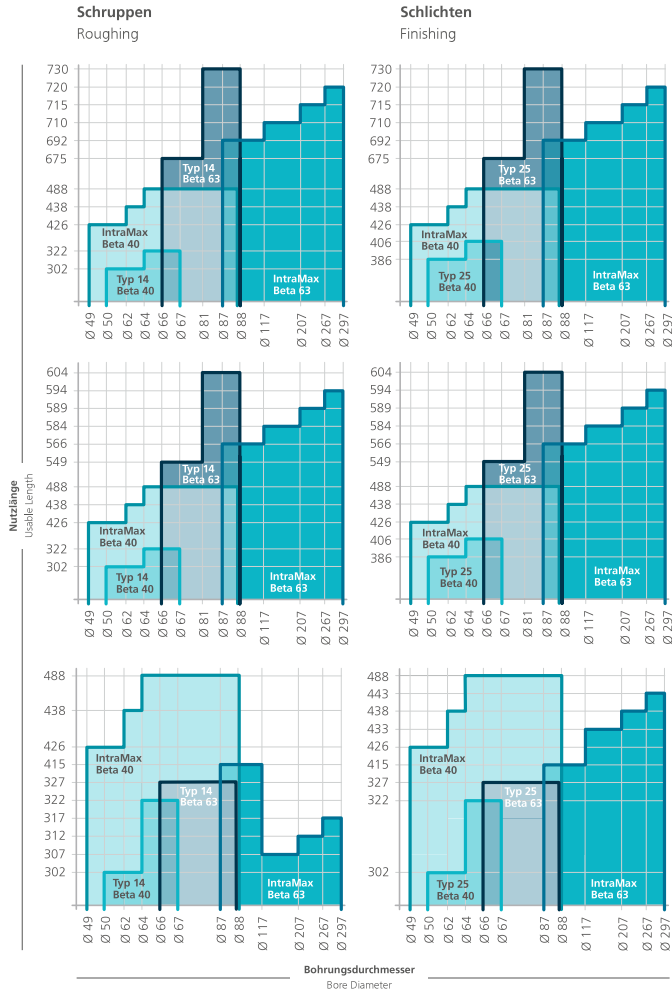 Schruppen
Roughing
Schlichten
Finishing
730
720
715
710
692
675
488
438
426
322
302
Typ 14
Beta 63
IntraMax
Beta 40
Typ 14
Beta 40
IntraMax
Beta 63
Ø 49
Ø 50
Ø 62
Ø 64
Ø 66
Ø 67
Ø 81
Ø 87
Ø 88
Ø 117
Ø 207
Ø 267
Ø 297
730
720
715
710
692
675
488
438
426
406
386
Typ 25
Beta 63
IntraMax
Beta 40
Typ 25
Beta 40
IntraMax
Beta 63
Ø 49
Ø 50
Ø 62
Ø 64
Ø 66
Ø 67
Ø 81
Ø 87
Ø 88
Ø 117
Ø 207
Ø 267
Ø 297
604
594
589
584
566
549
488
438
426
322
302
Typ 14
Beta 63
IntraMax
Beta 40
Typ 14
Beta 40
IntraMax
Beta 63
Ø 49
Ø 50
Ø 62
Ø 64
Ø 66
Ø 67
Ø 81
Ø 87
Ø 88
Ø 117
Ø 207
Ø 267
Ø 297
604
594
589
584
566
549
488
438
426
406
386
Typ 25
Beta 63
IntraMax
Beta 40
Typ 25
Beta 40
IntraMax
Beta 63
Ø 49
Ø 50
Ø 62
Ø 64
Ø 66
Ø 67
Ø 81
Ø 87
Ø 88
Ø 117
Ø 207
Ø 267
Ø 297
Nutzlänge
Usable Length
488
438
426
415
327
322
317
312
307
302
IntraMax
Beta 40
Typ 14
Beta 63
Typ 14
Beta 40
IntraMax
Beta 63
Ø 49
Ø 50
Ø 62
Ø 64
Ø 66
Ø 67
Ø 87
Ø 88
Ø 117
Ø 207
Ø 267
Ø 297
488
443
438
433
426
415
327
322
302
IntraMax
Beta 40
Typ 25
Beta 63
Typ 25
Beta 40
IntraMax
Beta 63
Ø 49
Ø 50
Ø 62
Ø 64
Ø 66
Ø 67
Ø 87
Ø 88
Ø 117
Ø 207
Ø 267
Ø 297
Bohrungsdurchmesser
Bore Diameter